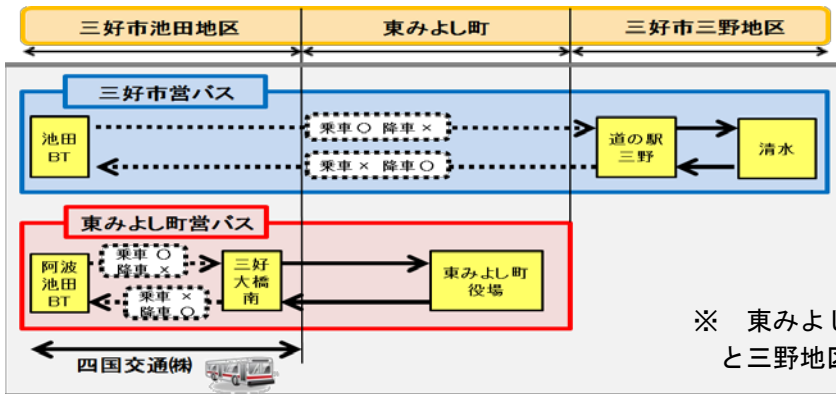 三好市池田地区
東みよし町
三好市三野地区
三好市営バス
池田
BT
乗車 ○ 降車 ×
乗車 × 降車 ○
道の駅
三野
清水
東みよし町営バス
阿波
池田
BT
乗車 ○
降車 ×
乗車 ×
降車 ○
三好
大橋
南
東みよし町
役場
四国交通㈱
※ 東みよし
と三野地区